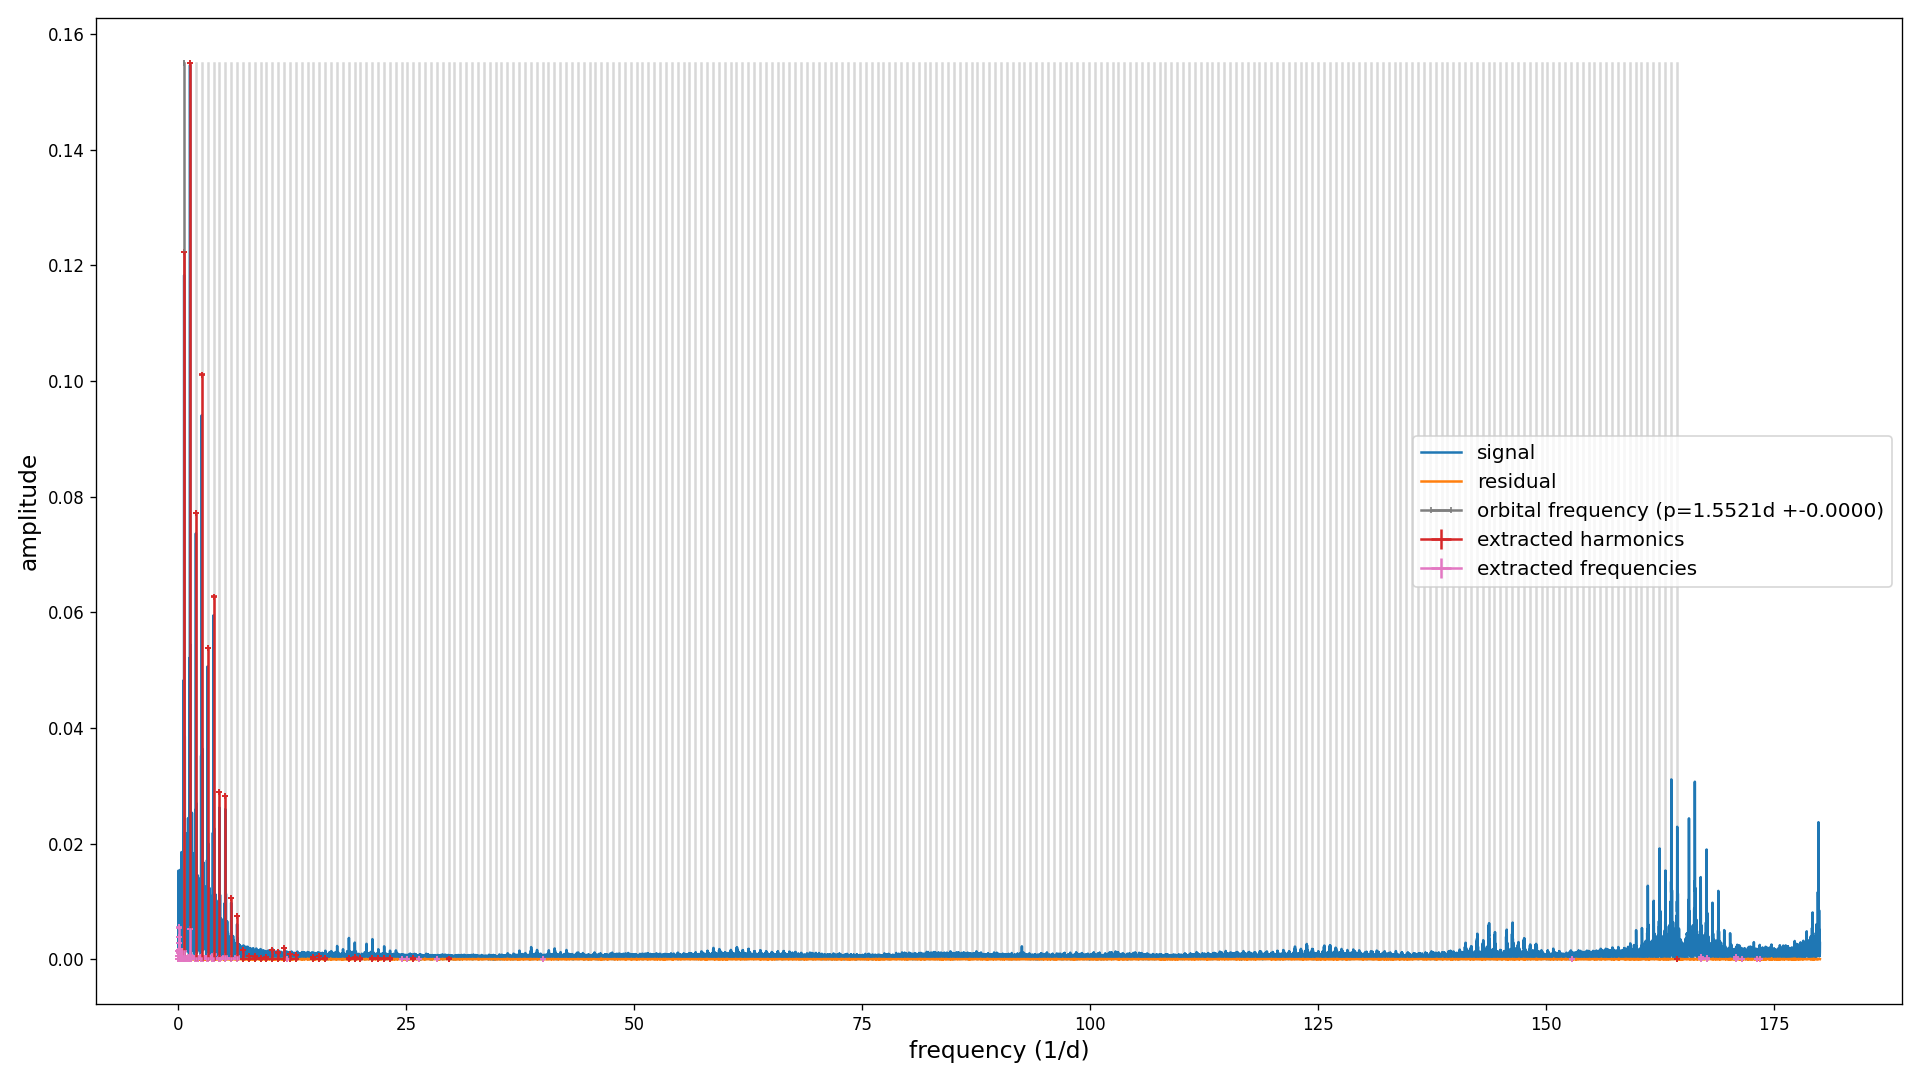 0.16
0.14
0.12
0.10
0.08
0.06
0.04
0.02
0.00
amplitude
signal
residual
orbital frequency (p=1.5521d +-0.0000)
extracted harmonics
extracted frequencies
0 25 50 75 100 125 150 175
frequency (1/d)